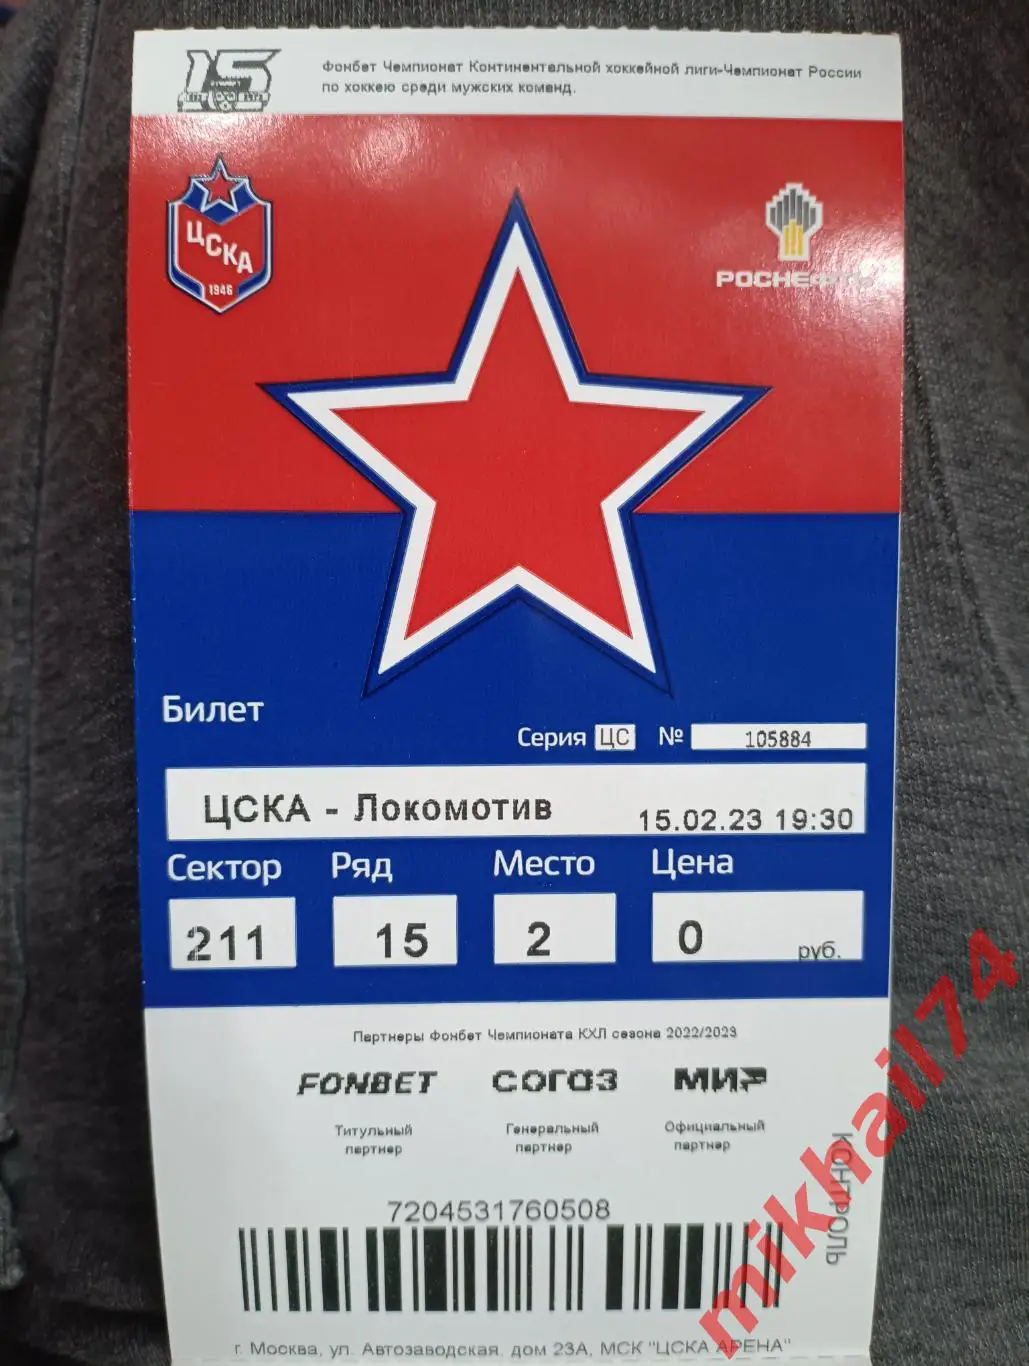 15
Фонбет Чемпионат Континентальной хоккейной лиги-Чемпионат России
по хоккею среди мужских команд.
ЦСКА
1946
РОСНЕФТЬ
Билет
Серия ЦС № 105884
ЦСКА - Локомотив 15.02.23 19:30
Сектор Ряд Место Цена
211 15 2 0 руб.
Партнеры Фонбет Чемпионата КХЛ сезона 2022/2023
FONBET СОГАЗ МИР
Титульный партнер
Генеральный партнер
Официальный партнер
КОНТРОЛЬ
7204531760508
г. Москва, ул. Автозаводская, дом 23А, МСК "ЦСКА АРЕНА"
mikhail74